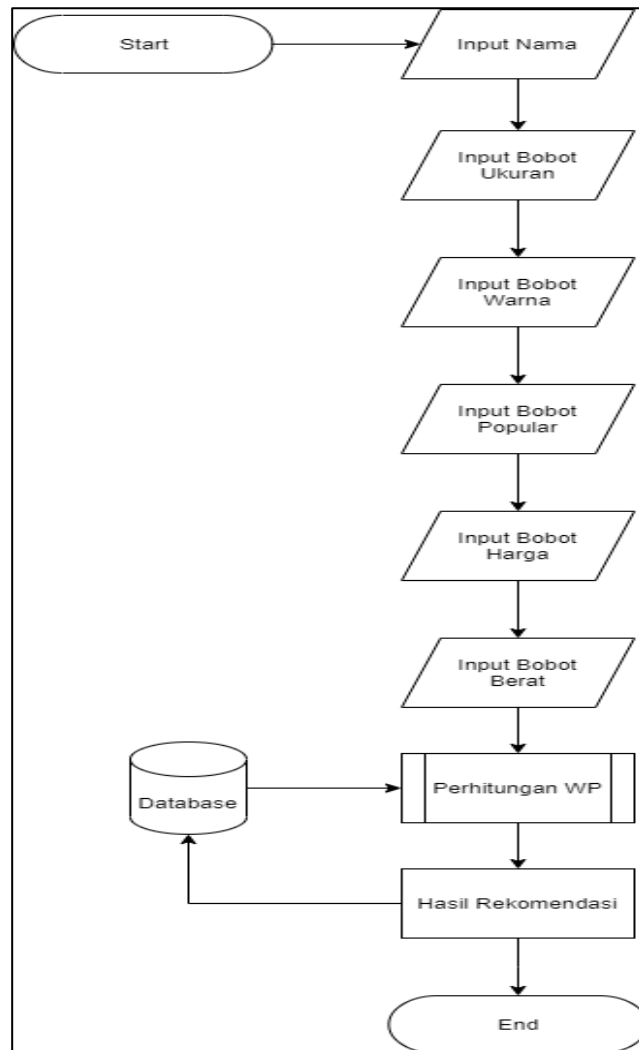 Start
Input Nama
Input Bobot
Ukuran
Input Bobot
Warna
Input Bobot
Popular
Input Bobot
Harga
Input Bobot
Berat
Database
Perhitungan WP
Hasil Rekomendasi
End